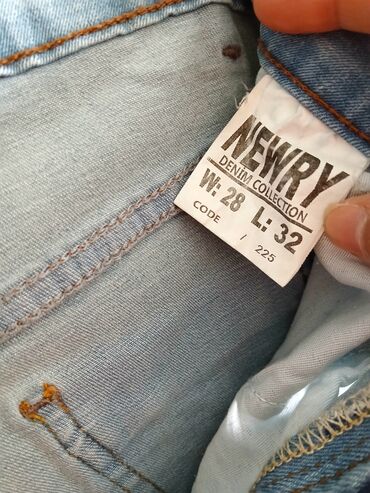 NEWRY
DENIM COLLECTION
W: 28 L: 32
CODE / 225